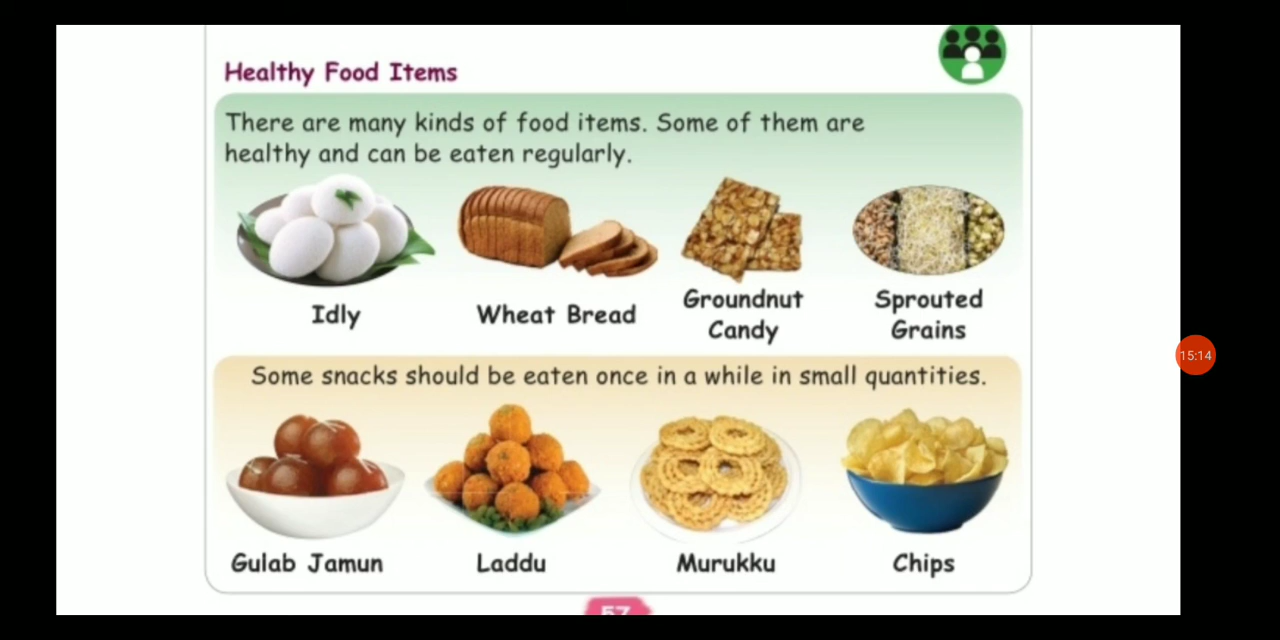 Healthy Food Items
There are many kinds of food items. Some of them are
healthy and can be eaten regularly.
Idly
Wheat Bread
Groundnut
Candy
Sprouted
Grains
15:14
Some snacks should be eaten once in a while in small quantities.
Gulab Jamun
Laddu
Murukku
Chips
57